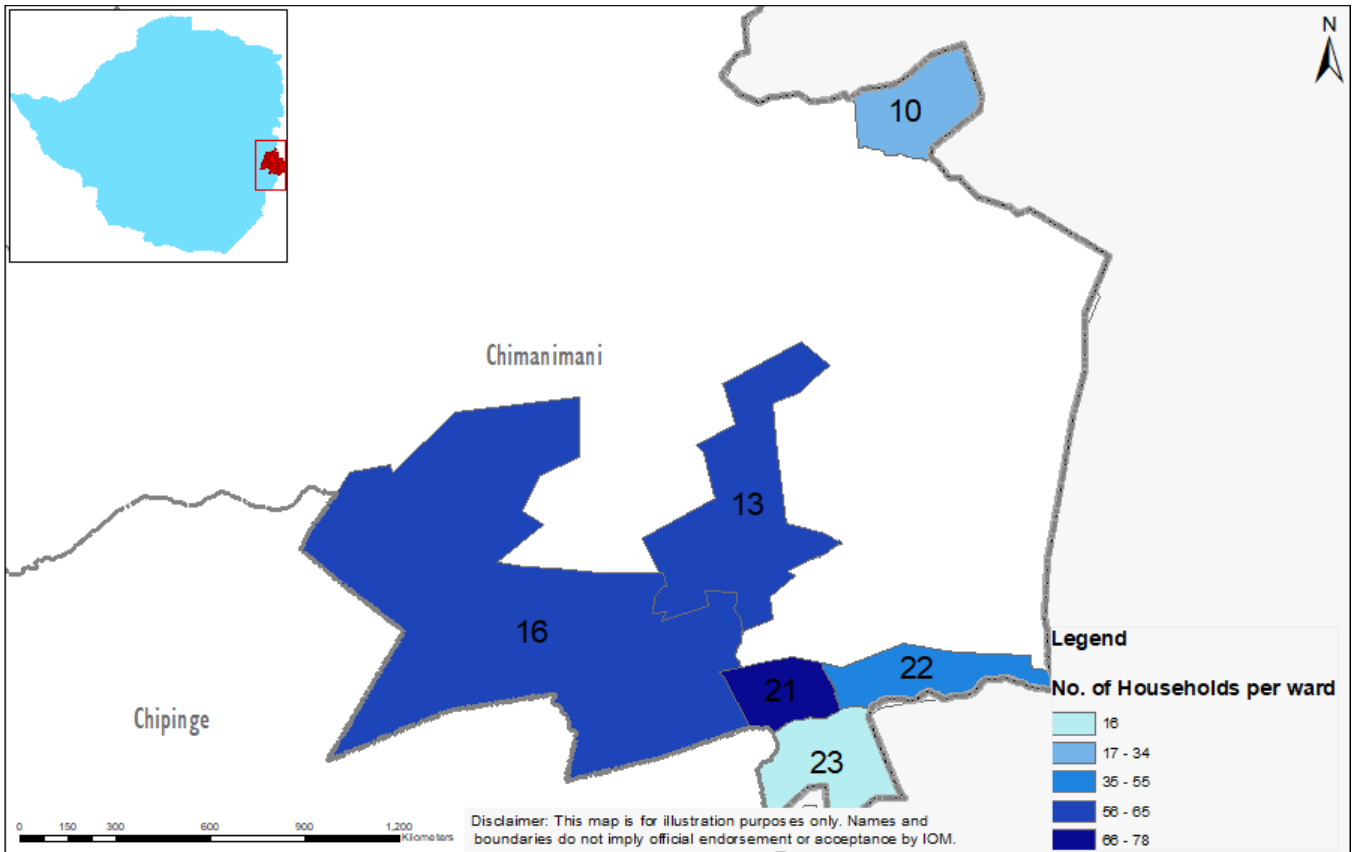 N
10
Chimanimani
13
16
22
21
Chipinge
23
Legend
No. of Households per ward
16
17 - 34
35 - 55
56 - 65
66 - 78
0 150 300 600 900 1,200
Kilometers
Disclaimer: This map is for illustration purposes only. Names and
boundaries do not imply official endorsement or acceptance by IOM.